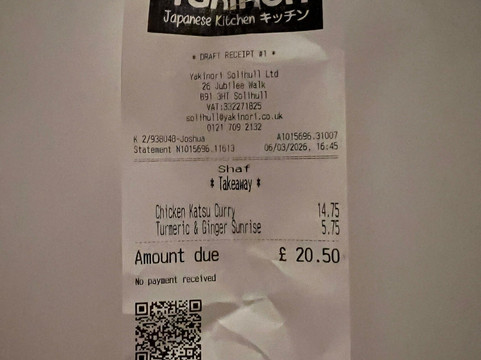 Japanese Kitchen キッチン
* DRAFT RECEIPT #1 *
Yakinori Solihull Ltd
26 Jubilee Walk
B91 3HT Solihull
VAT:332271825
solihull@yakinori.co.uk
0121 709 2132
K 2/938048-Joshua A1015696.31007
Statement N1015696.11613 06/03/2026, 16:45
Shaf
* Takeaway *
Chicken Katsu Curry 14.75
Turmeric & Ginger Sunrise 5.75
Amount due £ 20.50
No payment received